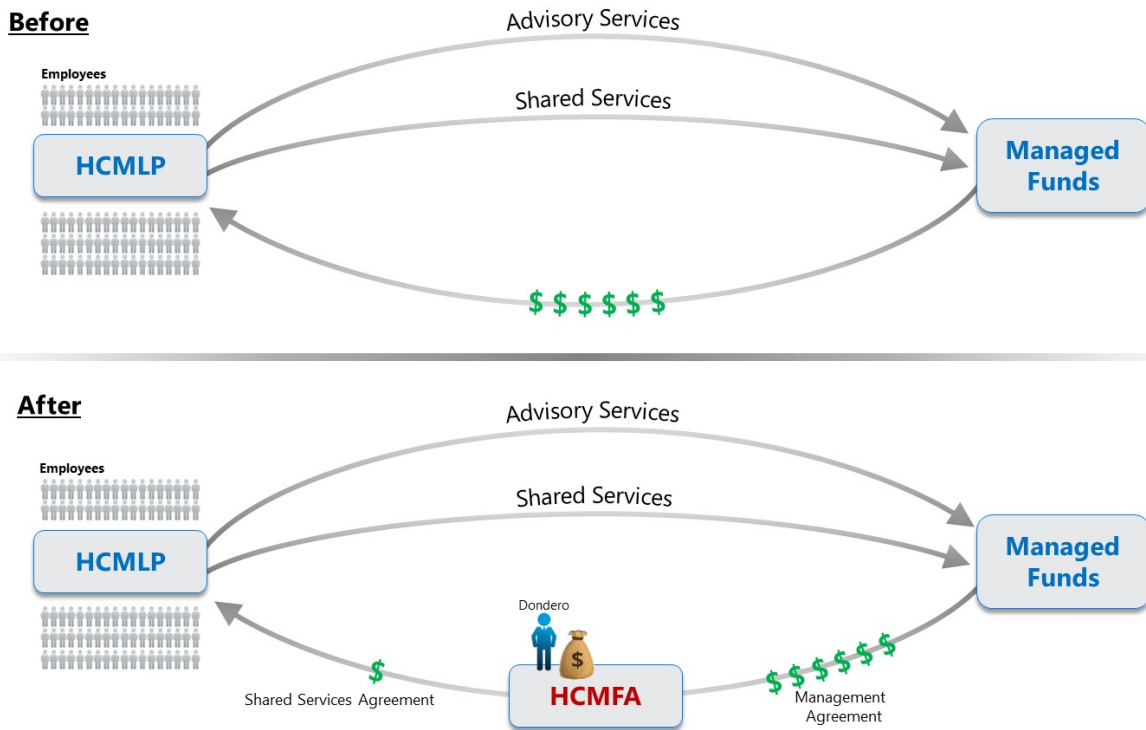 Before
Advisory Services
Employees
Shared Services
HCMLP
Managed
Funds
$ $ $ $ $ $
After
Advisory Services
Employees
Shared Services
HCMLP
Managed
Funds
Dondero
$
$
$ $ $ $ $ $
Shared Services Agreement
HCMFA
Management
Agreement